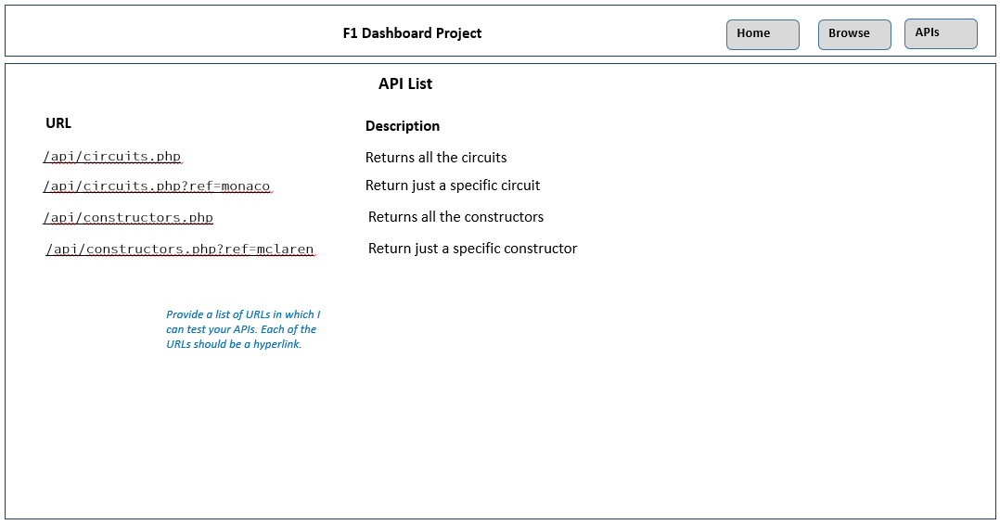 F1 Dashboard Project
Home
Browse
APIs
API List
URL
Description
/api/circuits.php
Returns all the circuits
/api/circuits.php?ref=monaco
Return just a specific circuit
/api/constructors.php
Returns all the constructors
/api/constructors.php?ref=mclaren
Return just a specific constructor
Provide a list of URLs in which I
can test your APIs. Each of the
URLs should be a hyperlink.